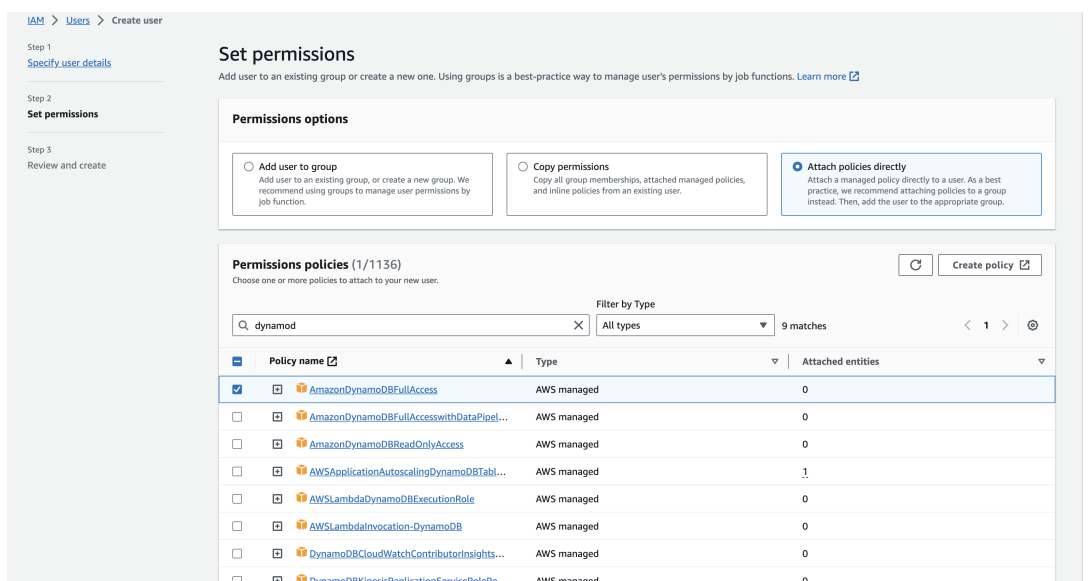 IAM > Users > Create user
Step 1
Specify user details
Step 2
Set permissions
Step 3
Review and create
Set permissions
Add user to an existing group or create a new one. Using groups is a best-practice way to manage user's permissions by job functions. Learn more
Permissions options
Add user to group
Add user to an existing group, or create a new group. We
recommend using groups to manage user permissions by
job function.
Copy permissions
Copy all group memberships, attached managed policies,
and inline policies from an existing user.
Attach policies directly
Attach a managed policy directly to a user. As a best
practice, we recommend attaching policies to a group
instead. Then, add the user to the appropriate group.
Permissions policies (1/1136)
Choose one or more policies to attach to your new user.
Create policy
Filter by Type
dynamod
All types
9 matches
1
Policy name Type Attached entities
AmazonDynamoDBFullAccess AWS managed 0
AmazonDynamoDBFullAccesswithDataPipel... AWS managed 0
AmazonDynamoDBReadOnlyAccess AWS managed 0
AWSApplicationAutoscalingDynamoDBTabl... AWS managed 1
AWSLambdaDynamoDBExecutionRole AWS managed 0
AWSLambdaInvocation-DynamoDB AWS managed 0
DynamoDBCloudWatchContributorInsights... AWS managed 0
DynamoDBKinesisReplicationServiceRolePo... AWS managed 0